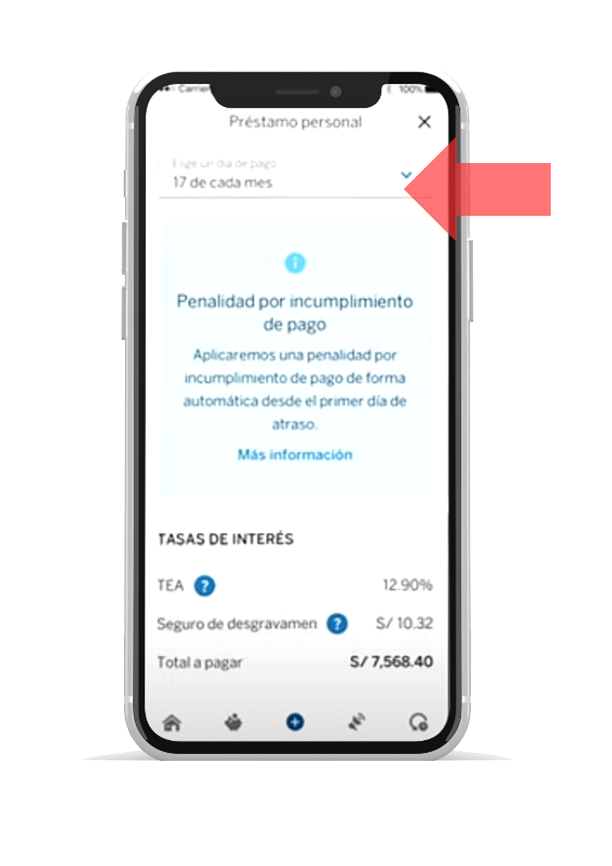 Carrier
100%
Préstamo personal
Elige un día de pago
17 de cada mes
Penalidad por incumplimiento
de pago
Aplicaremos una penalidad por
incumplimiento de pago de forma
automática desde el primer día de
atraso.
Más información
TASAS DE INTERÉS
TEA ? 12.90%
Seguro de desgravamen ? S/ 10.32
Total a pagar S/ 7,568.40